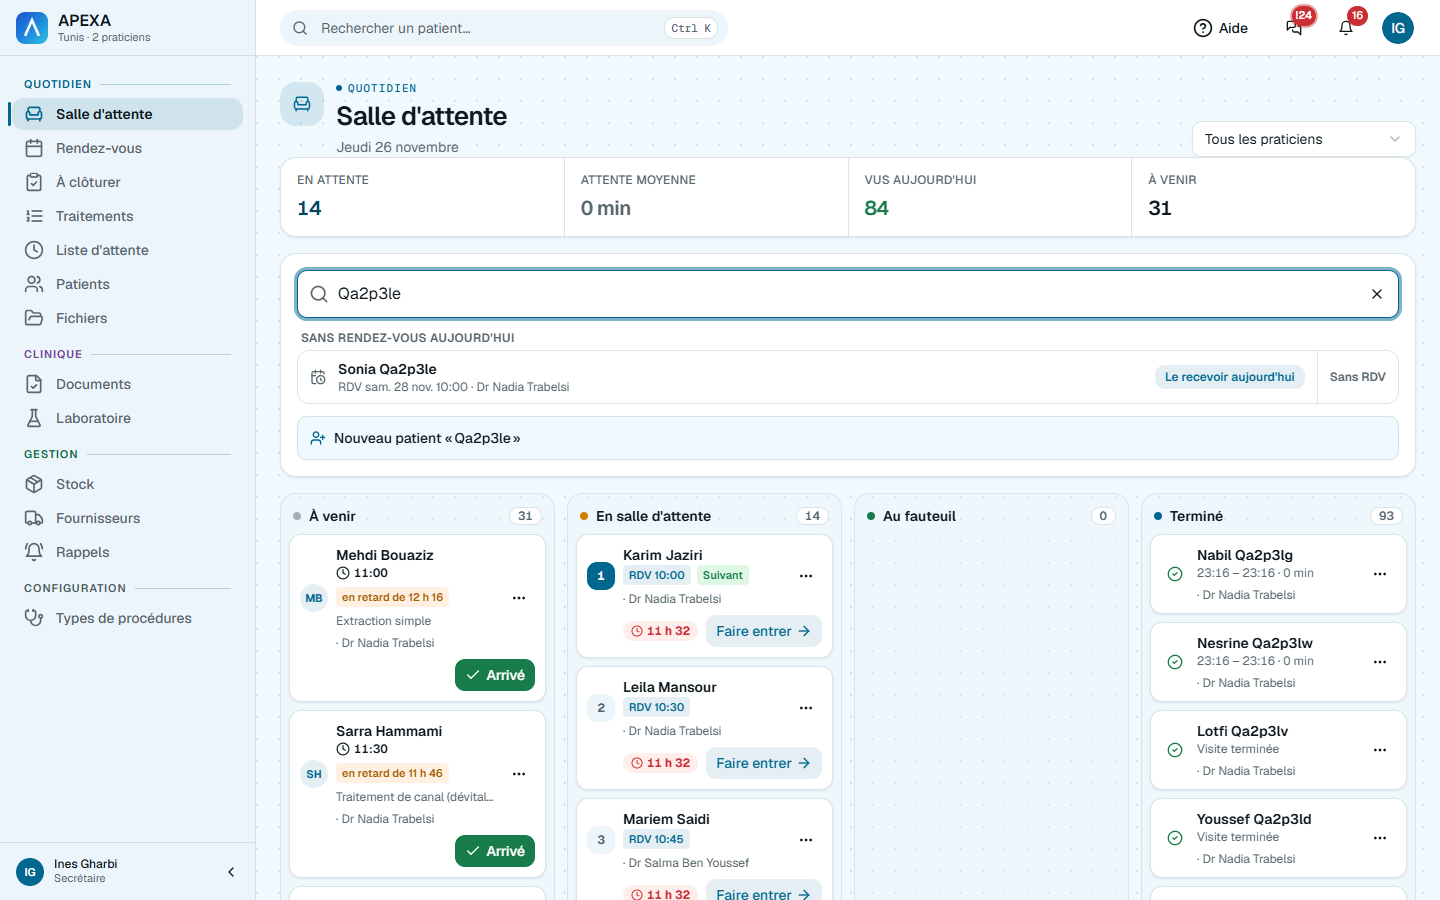 APEXA
Tunis · 2 praticiens
Rechercher un patient…
Ctrl K
Aide
16
IG
QUOTIDIEN
Salle d'attente
Rendez-vous
À clôturer
Traitements
Liste d'attente
Patients
Fichiers
CLINIQUE
Documents
Laboratoire
GESTION
Stock
Fournisseurs
Rappels
CONFIGURATION
Types de procédures
IG
Ines Gharbi
Secrétaire
QUOTIDIEN
Salle d'attente
Jeudi 26 novembre
Tous les praticiens
EN ATTENTE
14
ATTENTE MOYENNE
0 min
VUS AUJOURD'HUI
84
À VENIR
31
Qa2p3le
SANS RENDEZ-VOUS AUJOURD'HUI
Sonia Qa2p3le
RDV sam. 28 nov. 10:00 · Dr Nadia Trabelsi
Le recevoir aujourd'hui
Sans RDV
Nouveau patient « Qa2p3le »
À venir
31
Mehdi Bouaziz
11:00
MB
en retard de 12 h 16
Extraction simple
· Dr Nadia Trabelsi
Arrivé
Sarra Hammami
11:30
SH
en retard de 11 h 46
Traitement de canal (dévital…
· Dr Nadia Trabelsi
Arrivé
En salle d'attente
14
1
Karim Jaziri
RDV 10:00
Suivant
· Dr Nadia Trabelsi
11 h 32
Faire entrer
2
Leila Mansour
RDV 10:30
· Dr Nadia Trabelsi
11 h 32
Faire entrer
3
Mariem Saidi
RDV 10:45
· Dr Salma Ben Youssef
11 h 32
Faire entrer
Au fauteuil
0
Terminé
93
Nabil Qa2p3lg
23:16 – 23:16 · 0 min
· Dr Nadia Trabelsi
Nesrine Qa2p3lw
23:16 – 23:16 · 0 min
· Dr Nadia Trabelsi
Lotfi Qa2p3lv
Visite terminée
· Dr Nadia Trabelsi
Youssef Qa2p3ld
Visite terminée
· Dr Nadia Trabelsi